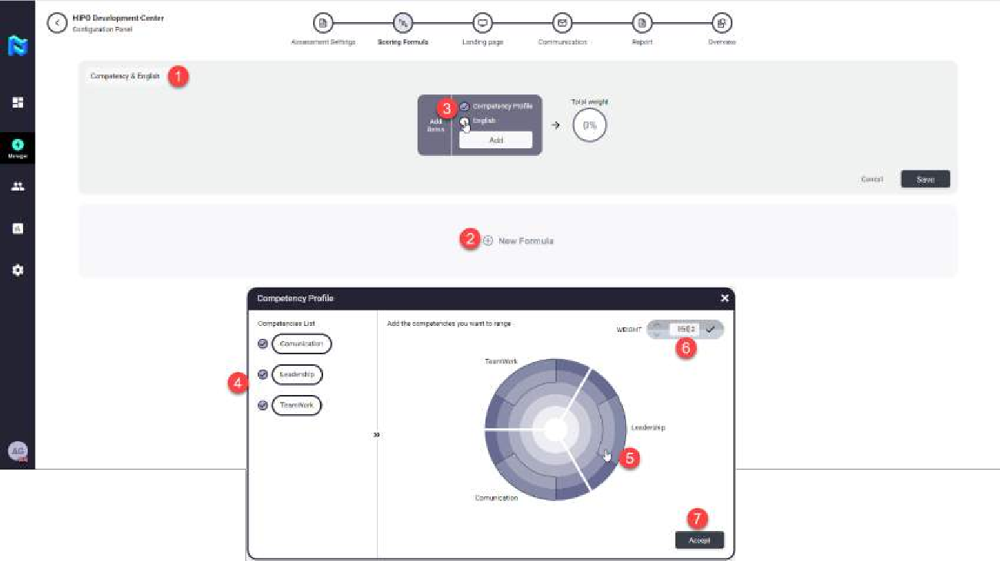 HIPO Development Center
Configuration Panel
Assessment Settings
Scoring Formula
Landing page
Communication
Report
Overview
Competency & English
1
3
Competency Profile
English
Add Items
Add
Total weight
0%
Manager
Cancel
Save
2
New Formula
Competency Profile
Competencies List
Add the competencies you want to range
WEIGHT
6
Comunication
Leadership
TeamWork
4
TeamWork
Leadership
5
Comunication
7
Accept
AG